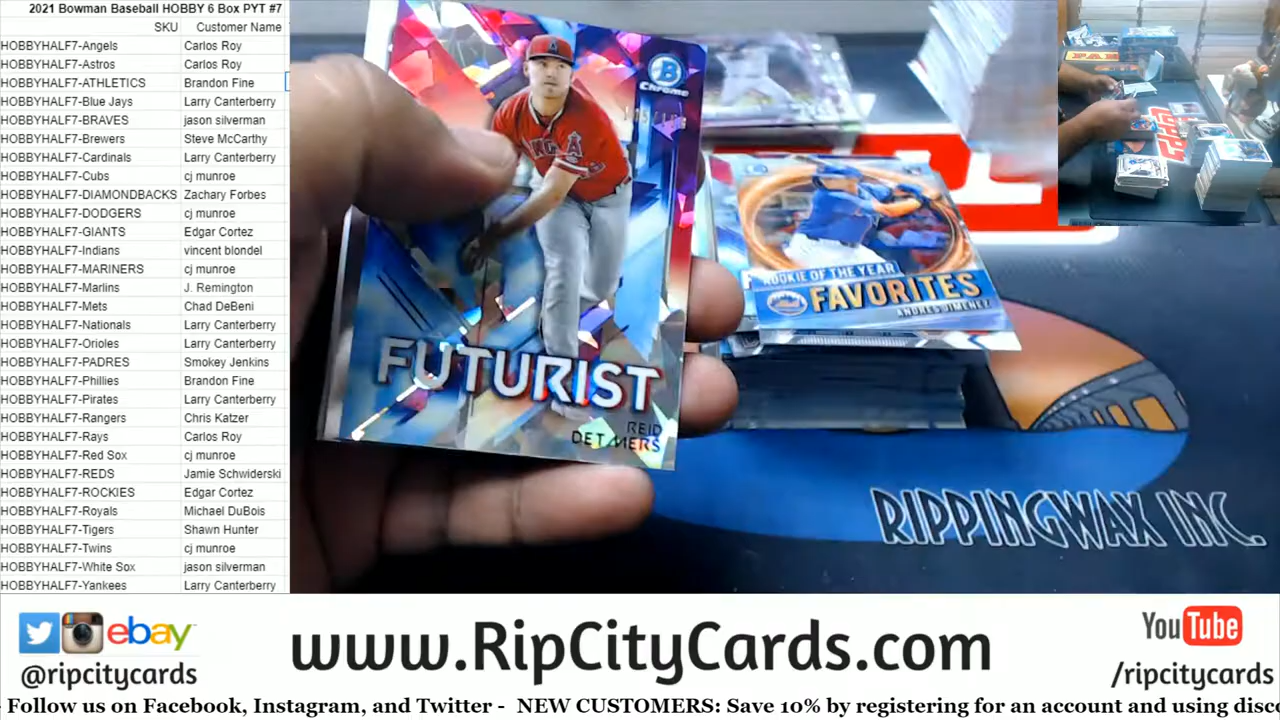 2021 Bowman Baseball HOBBY 6 Box PYT #7
SKU Customer Name
HOBBYHALF7-Angels Carlos Roy
HOBBYHALF7-Astros Carlos Roy
HOBBYHALF7-ATHLETICS Brandon Fine
HOBBYHALF7-Blue Jays Larry Canterberry
HOBBYHALF7-BRAVES jason silverman
HOBBYHALF7-Brewers Steve McCarthy
HOBBYHALF7-Cardinals Larry Canterberry
HOBBYHALF7-Cubs cj munroe
HOBBYHALF7-DIAMONDBACKS Zachary Forbes
HOBBYHALF7-DODGERS cj munroe
HOBBYHALF7-GIANTS Edgar Cortez
HOBBYHALF7-Indians vincent blondel
HOBBYHALF7-MARINERS cj munroe
HOBBYHALF7-Marlins J. Remington
HOBBYHALF7-Mets Chad DeBeni
HOBBYHALF7-Nationals Larry Canterberry
HOBBYHALF7-Orioles Larry Canterberry
HOBBYHALF7-PADRES Smokey Jenkins
HOBBYHALF7-Phillies Brandon Fine
HOBBYHALF7-Pirates Larry Canterberry
HOBBYHALF7-Rangers Chris Katzer
HOBBYHALF7-Rays Carlos Roy
HOBBYHALF7-Red Sox cj munroe
HOBBYHALF7-REDS Jamie Schwiderski
HOBBYHALF7-ROCKIES Edgar Cortez
HOBBYHALF7-Royals Michael DuBois
HOBBYHALF7-Tigers Shawn Hunter
HOBBYHALF7-Twins cj munroe
HOBBYHALF7-White Sox jason silverman
HOBBYHALF7-Yankees Larry Canterberry
B
Chrome
FUTURIST
REID
DETMERS
ROOKIE OF THE YEAR
FAVORITES
ANDRES JIMENEZ
TOPPS
RIPPINGWAX INC.
ebay
@ripcitycards
www.RipCityCards.com
YouTube
/ripcitycards
Follow us on Facebook, Instagram, and Twitter - NEW CUSTOMERS: Save 10% by registering for an account and using disco